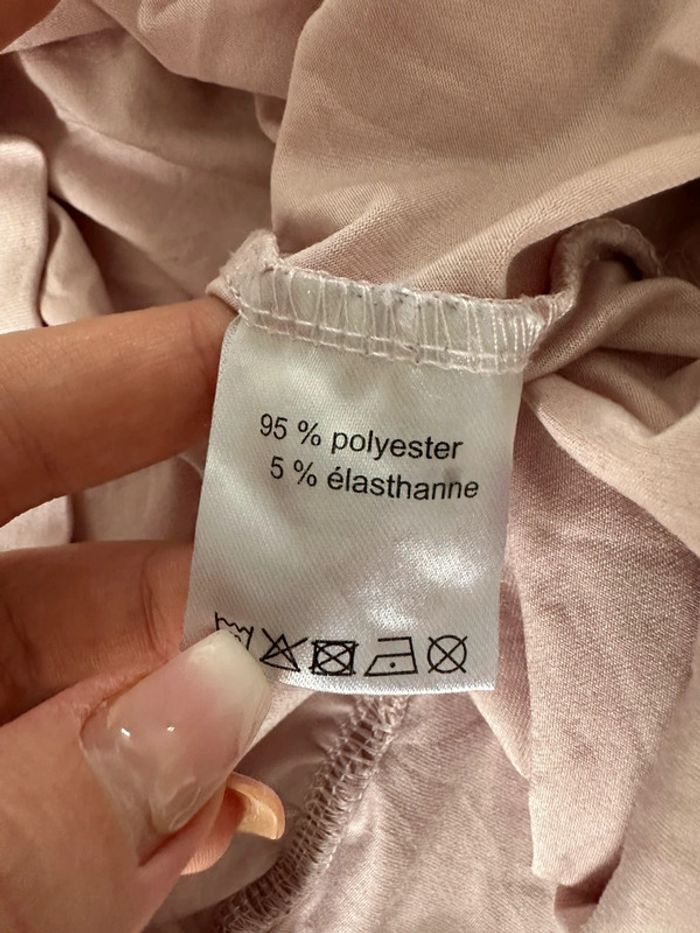 95 % polyester
5 % élasthanne